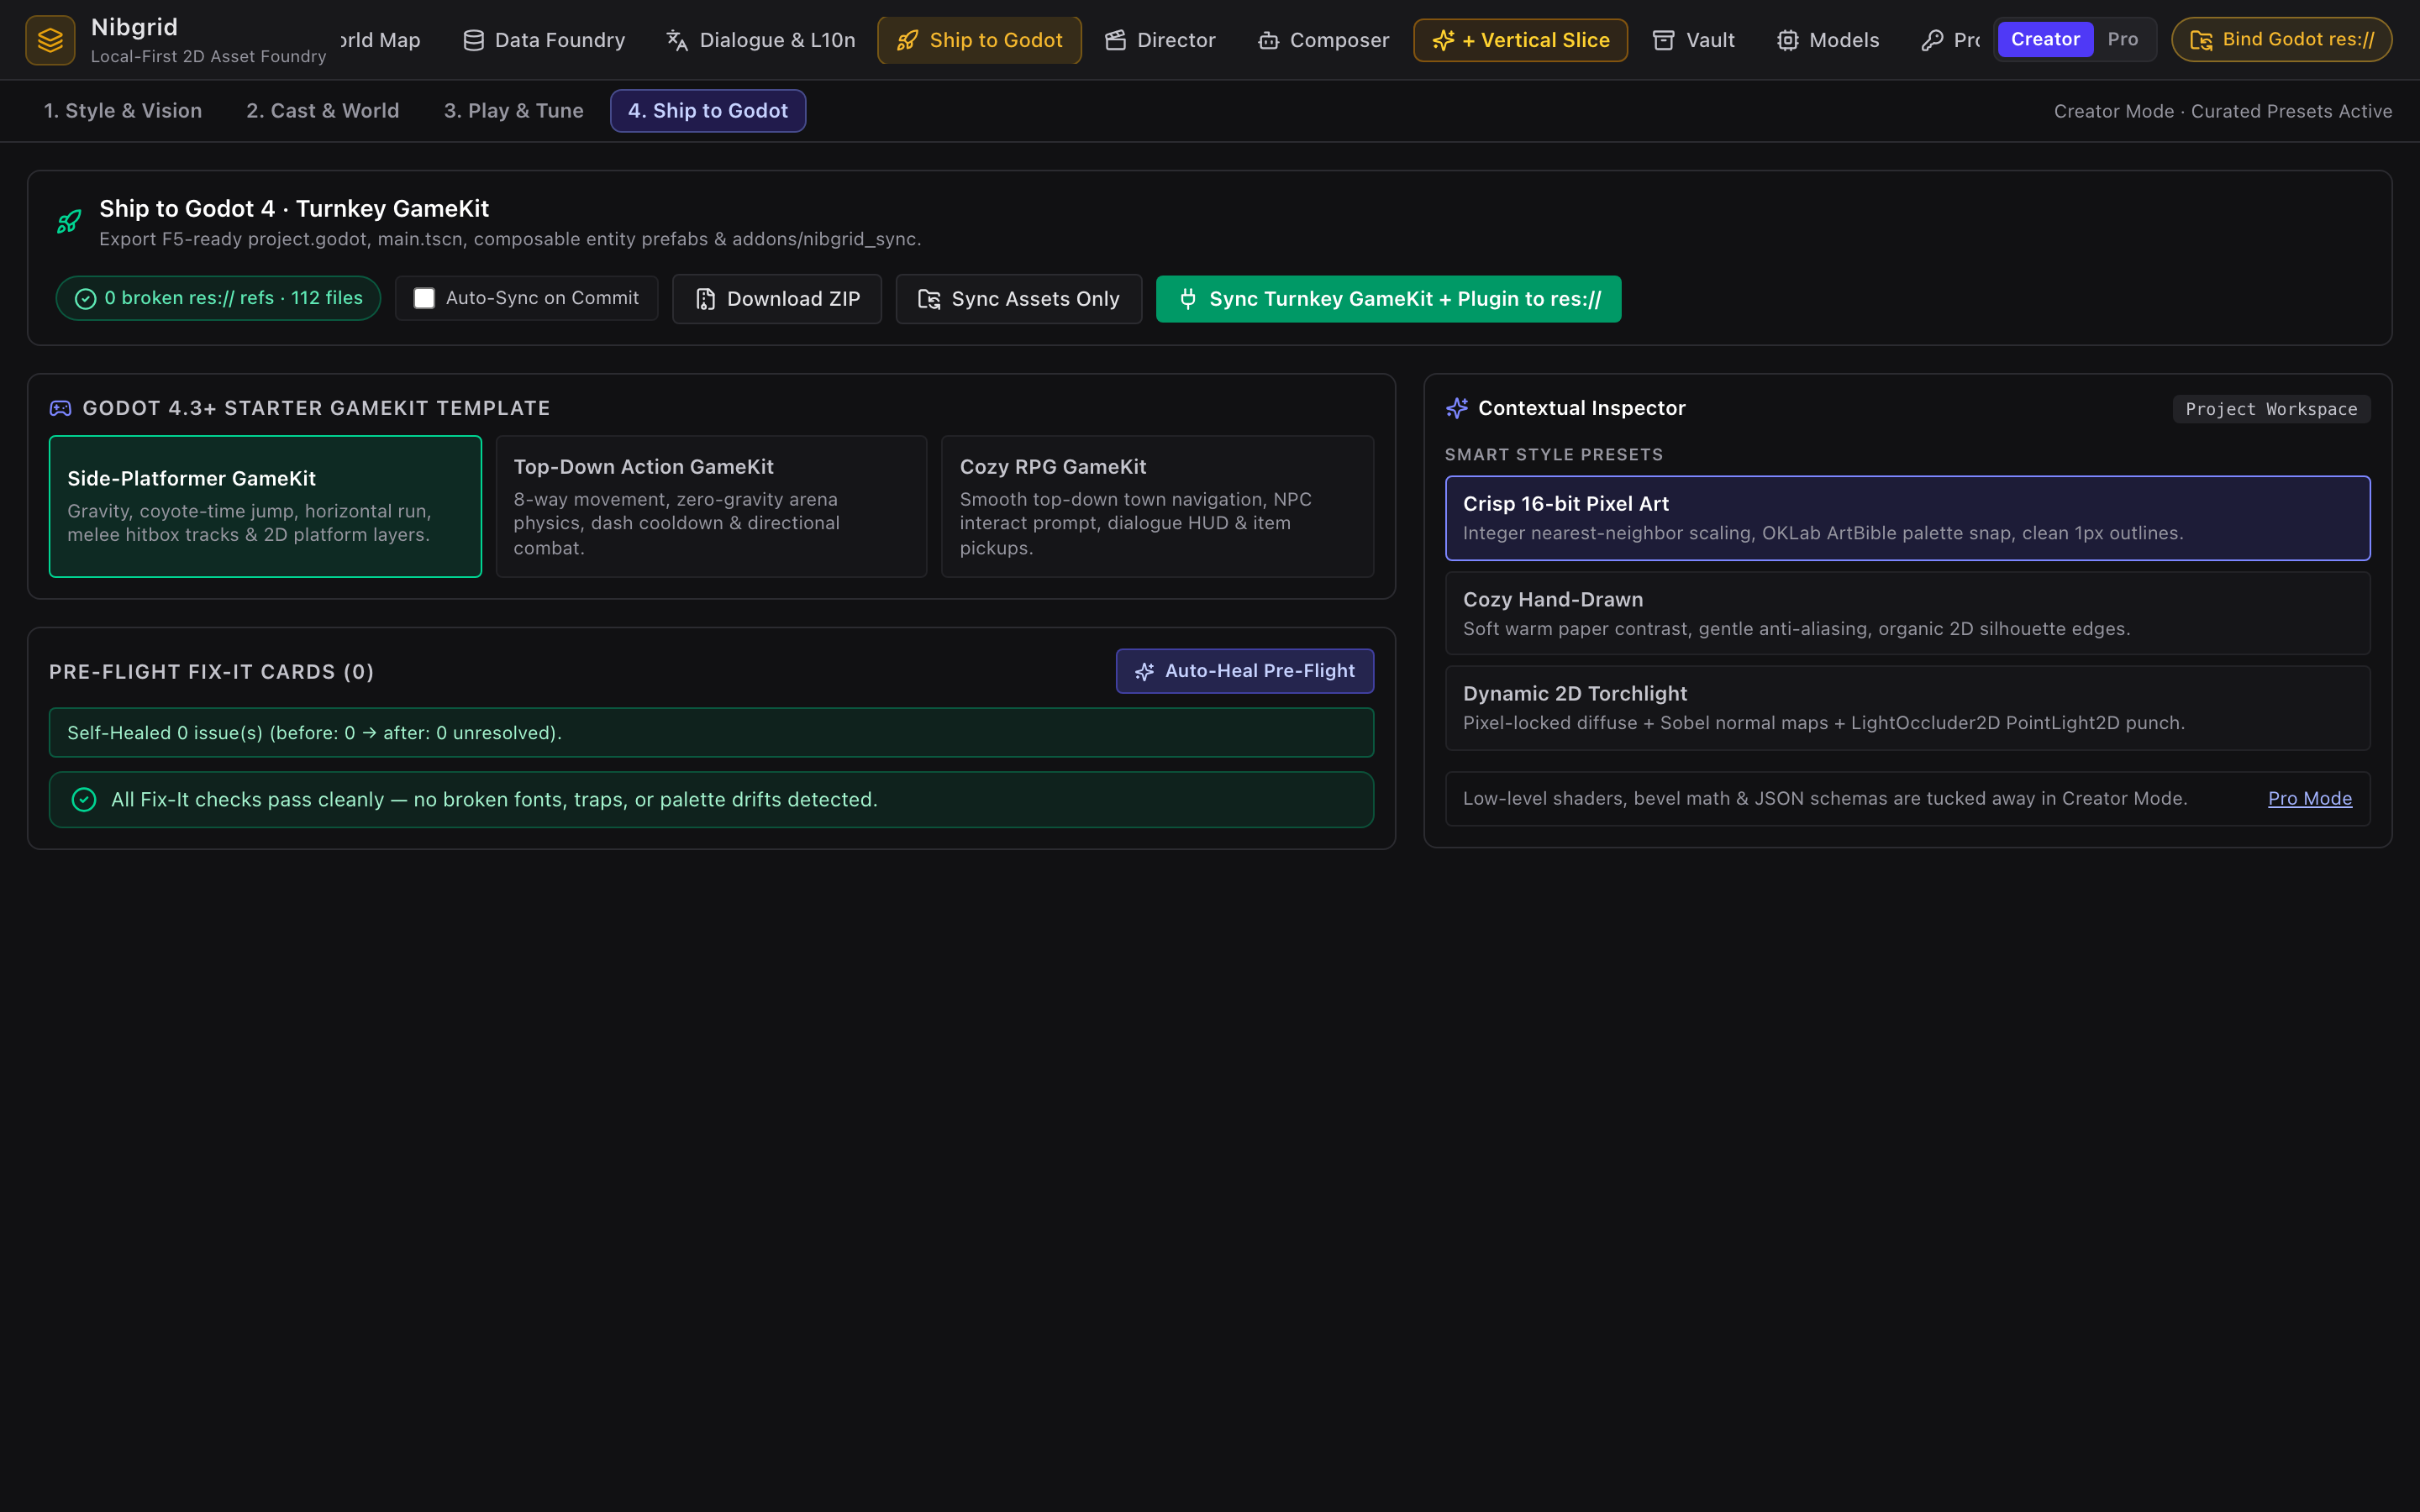 Nibgrid
Local-First 2D Asset Foundry
orld Map
Data Foundry
Dialogue & L10n
Ship to Godot
Director
Composer
+ Vertical Slice
Vault
Models
Pro
Creator
Pro
Bind Godot res://
1. Style & Vision
2. Cast & World
3. Play & Tune
4. Ship to Godot
Creator Mode · Curated Presets Active
Ship to Godot 4 · Turnkey GameKit
Export F5-ready project.godot, main.tscn, composable entity prefabs & addons/nibgrid_sync.
0 broken res:// refs · 112 files
Auto-Sync on Commit
Download ZIP
Sync Assets Only
Sync Turnkey GameKit + Plugin to res://
GODOT 4.3+ STARTER GAMEKIT TEMPLATE
Side-Platformer GameKit
Gravity, coyote-time jump, horizontal run,
melee hitbox tracks & 2D platform layers.
Top-Down Action GameKit
8-way movement, zero-gravity arena
physics, dash cooldown & directional
combat.
Cozy RPG GameKit
Smooth top-down town navigation, NPC
interact prompt, dialogue HUD & item
pickups.
PRE-FLIGHT FIX-IT CARDS (0)
Auto-Heal Pre-Flight
Self-Healed 0 issue(s) (before: 0 → after: 0 unresolved).
All Fix-It checks pass cleanly — no broken fonts, traps, or palette drifts detected.
Contextual Inspector
Project Workspace
SMART STYLE PRESETS
Crisp 16-bit Pixel Art
Integer nearest-neighbor scaling, OKLab ArtBible palette snap, clean 1px outlines.
Cozy Hand-Drawn
Soft warm paper contrast, gentle anti-aliasing, organic 2D silhouette edges.
Dynamic 2D Torchlight
Pixel-locked diffuse + Sobel normal maps + LightOccluder2D PointLight2D punch.
Low-level shaders, bevel math & JSON schemas are tucked away in Creator Mode.
Pro Mode